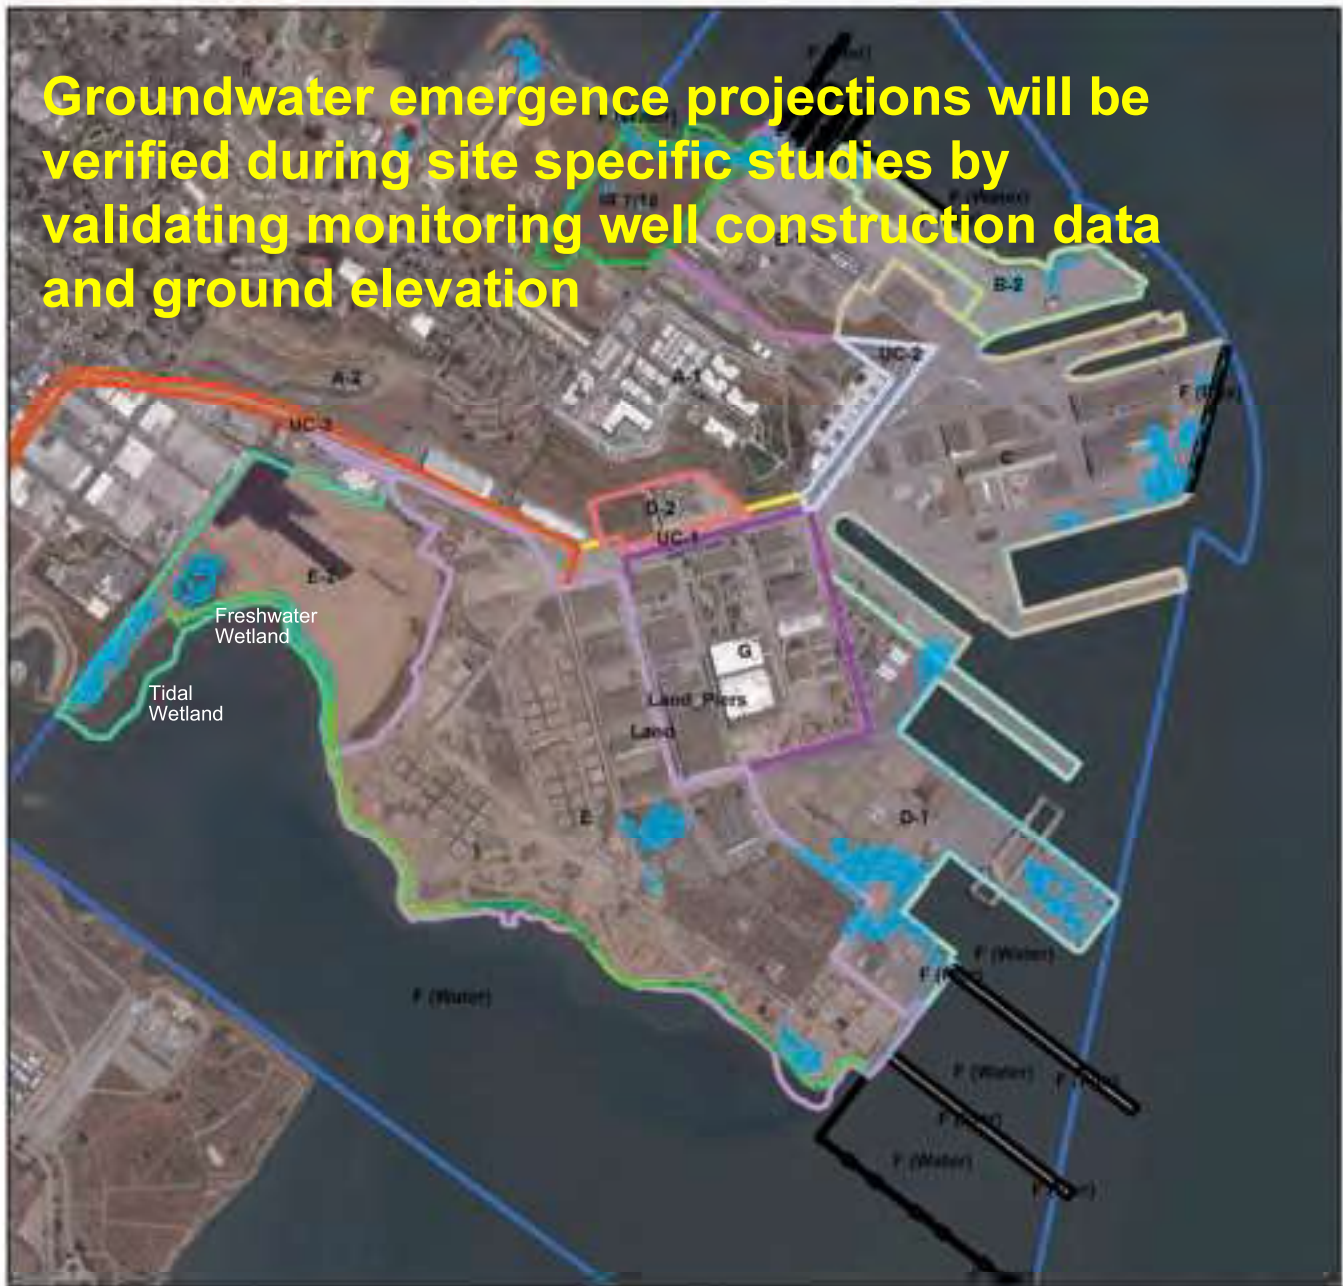 Groundwater emergence projections will be
verified during site specific studies by
validating monitoring well construction data
and ground elevation
F (Water)
B-2
UC-2
A-2
A-1
UC-3
C
D-2
UC-1
E-2
Freshwater
Wetland
G
Tidal
Wetland
Land_Piers
Land
E
D-1
F (Water)
F (Water)
F (Water)
F (Water)